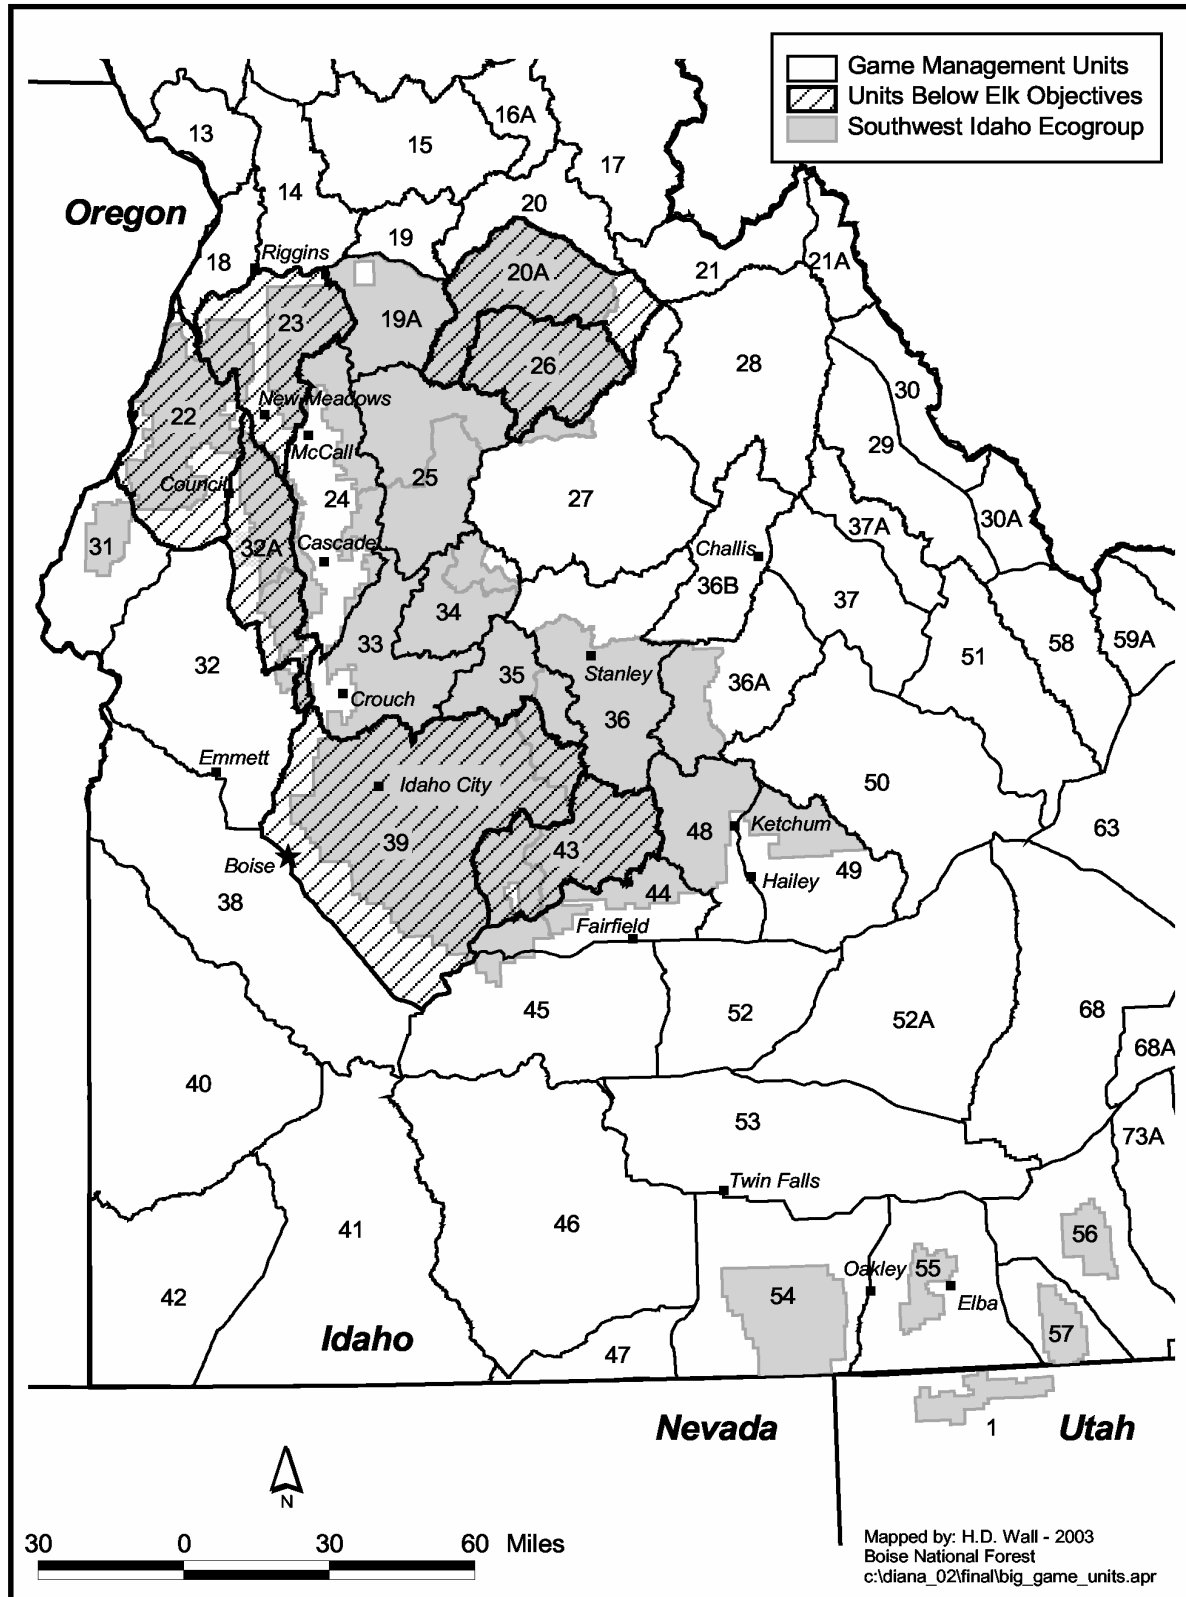 Game Management Units
Units Below Elk Objectives
Southwest Idaho Ecogroup
16A
13
15
17
14
Oregon
20
19
18
Riggins
21
21A
20A
23
19A
28
26
30
New Meadows
22
29
McCall
25
Council
24
27
30A
37A
31
32A
Cascade
Challis
36B
37
34
33
59A
58
32
35
51
Stanley
36A
Crouch
36
Emmett
Idaho City
50
48
Ketchum
63
39
43
Boise
49
Hailey
44
38
Fairfield
45
52
52A
68
68A
40
53
73A
Twin Falls
41
46
56
Oakley
55
42
54
Elba
Idaho
57
47
Nevada
1
Utah
N
30 0 30 60 Miles
Mapped by: H.D. Wall - 2003
Boise National Forest
c:\diana_02\final\big_game_units.apr